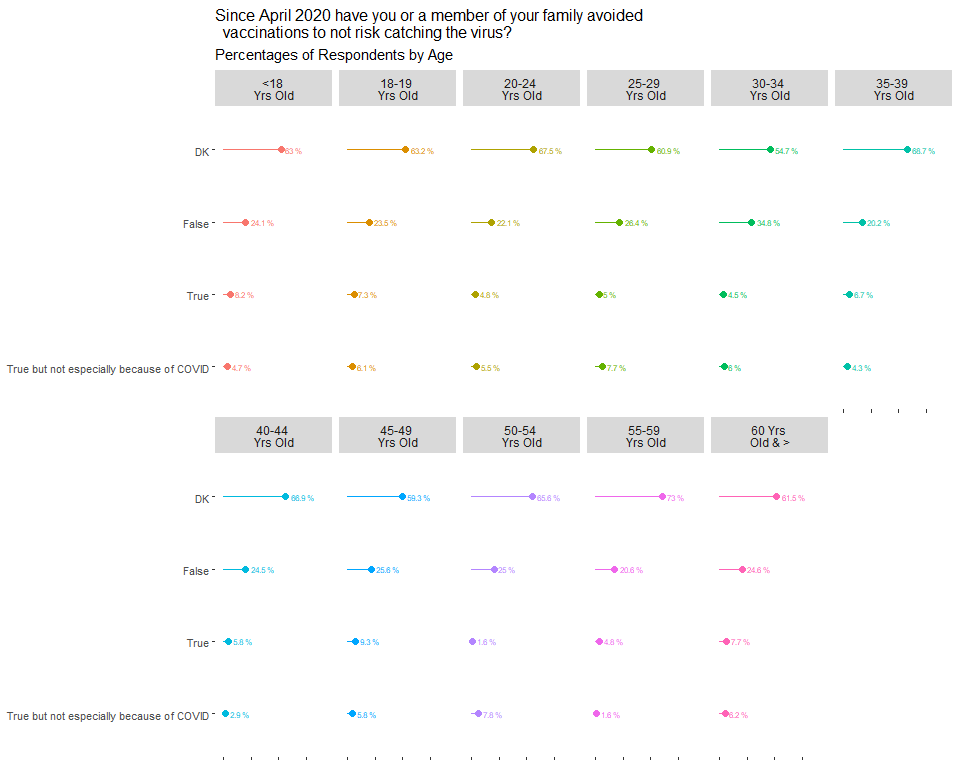 Since April 2020 have you or a member of your family avoided
vaccinations to not risk catching the virus?
Percentages of Respondents by Age
<18 18-19 20-24 25-29 30-34 35-39
Yrs Old Yrs Old Yrs Old Yrs Old Yrs Old Yrs Old
DK 63 % 63.2 % 67.5 % 60.9 % 54.7 % 68.7 %
False 24.1 % 23.5 % 22.1 % 26.4 % 34.8 % 20.2 %
True 8.2 % 7.3 % 4.8 % 5 % 4.5 % 6.7 %
True but not especially because of COVID 4.7 % 6.1 % 5.5 % 7.7 % 6 % 4.3 %
40-44 45-49 50-54 55-59 60 Yrs
Yrs Old Yrs Old Yrs Old Yrs Old Old & >
DK 66.9 % 59.3 % 65.6 % 73 % 61.5 %
False 24.5 % 25.6 % 25 % 20.6 % 24.6 %
True 5.8 % 9.3 % 1.6 % 4.8 % 7.7 %
True but not especially because of COVID 2.9 % 5.8 % 7.8 % 1.6 % 6.2 %